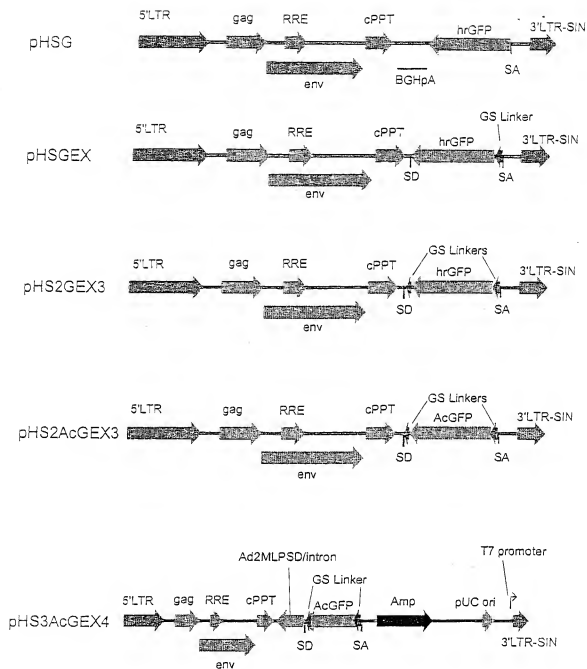 5'LTR gag RRE cPPT hrGFP 3'LTR-SIN
pHSG
env BGHpA SA
GS Linker
5'LTR gag RRE cPPT hrGFP 3'LTR-SIN
pHSGEX
env SD SA
GS Linkers
5'LTR gag RRE cPPT hrGFP 3'LTR-SIN
pHS2GEX3
env SD SA
GS Linkers
5'LTR gag RRE cPPT AcGFP 3'LTR-SIN
pHS2AcGEX3
env SD SA
T7 promoter
Ad2MLPSD/intron
GS Linker
5'LTR gag RRE cPPT AcGFP Amp pUC ori
pHS3AcGEX4
env SD SA 3'LTR-SIN